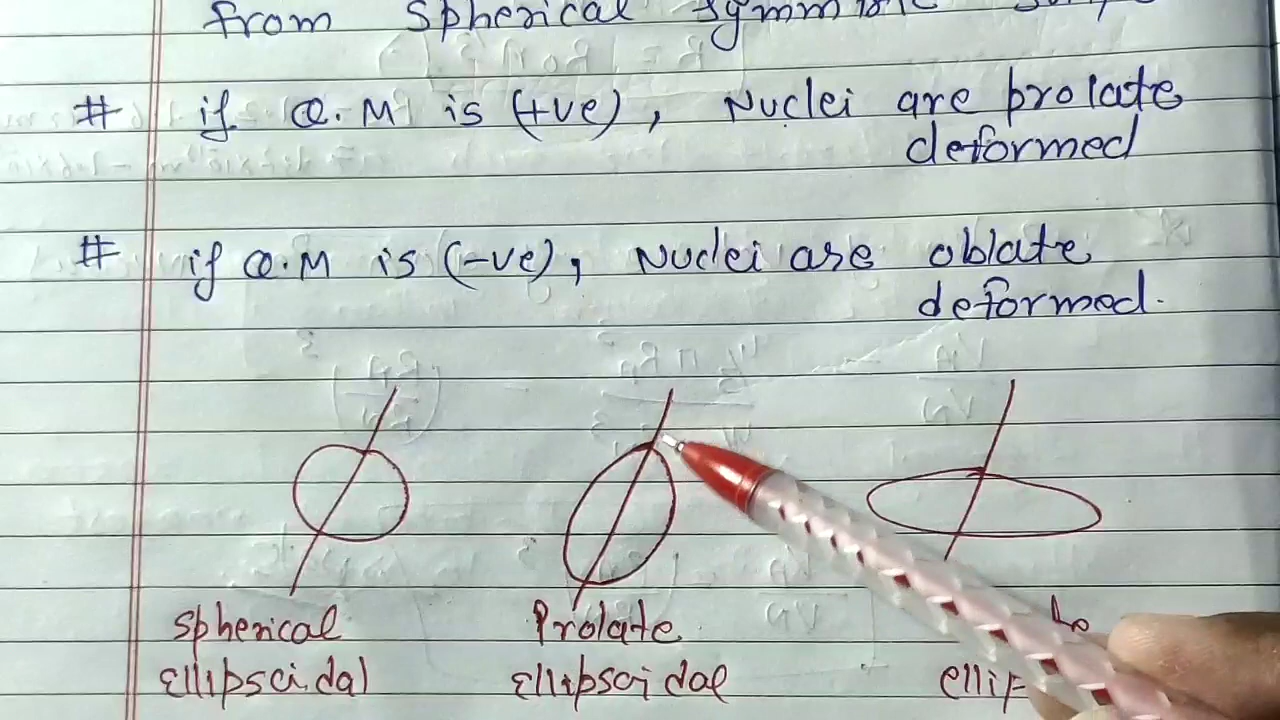 from spherical
# if Q.M is (+ve), Nuclei are prolate
deformed
# if Q.M is (-ve), Nuclei are oblate
deformed.
spherical Prolate
Ellipsoidal Ellipsoidal